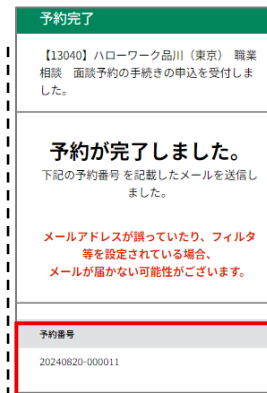 予約完了
【13040】ハローワーク品川（東京） 職業
相談 面談予約の手続きの申込を受付しま
した。
予約が完了しました。
下記の予約番号 を記載したメールを送信し
ました。
メールアドレスが誤っていたり、フィルタ
等を設定されている場合、
メールが届かない可能性がございます。
予約番号
20240820-000011